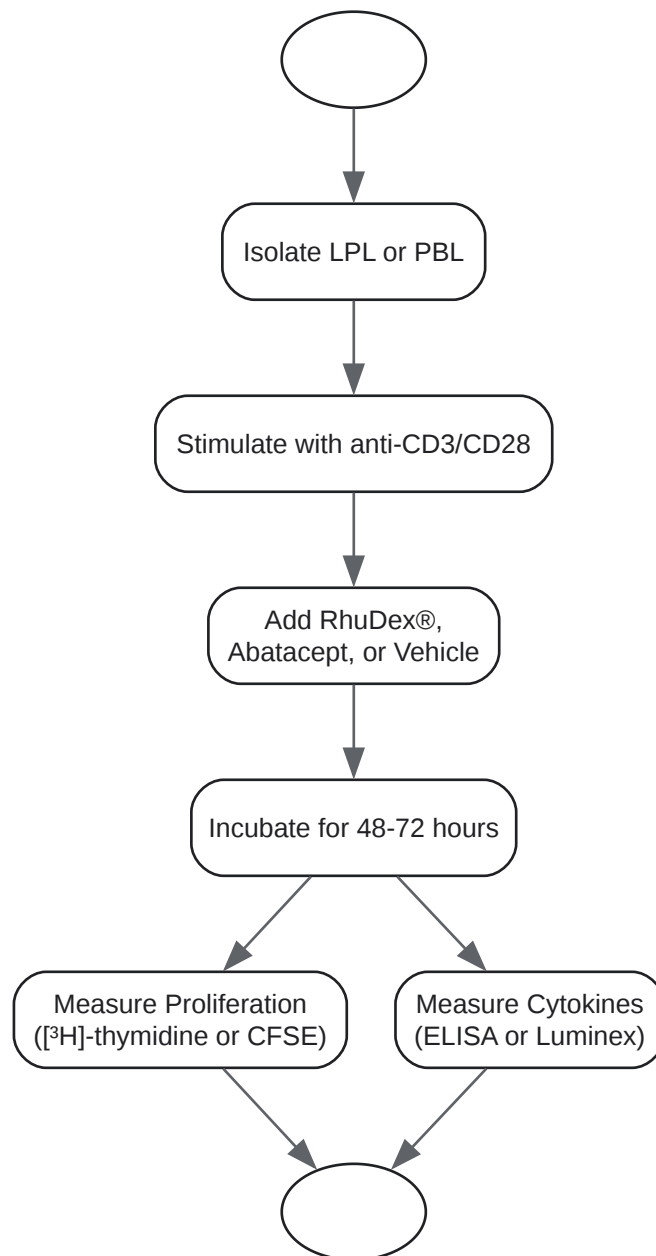 Isolate LPL or PBL
Stimulate with anti-CD3/CD28
Add RhuDex®,
Abatacept, or Vehicle
Incubate for 48-72 hours
Measure Proliferation
([³H]-thymidine or CFSE)
Measure Cytokines
(ELISA or Luminex)